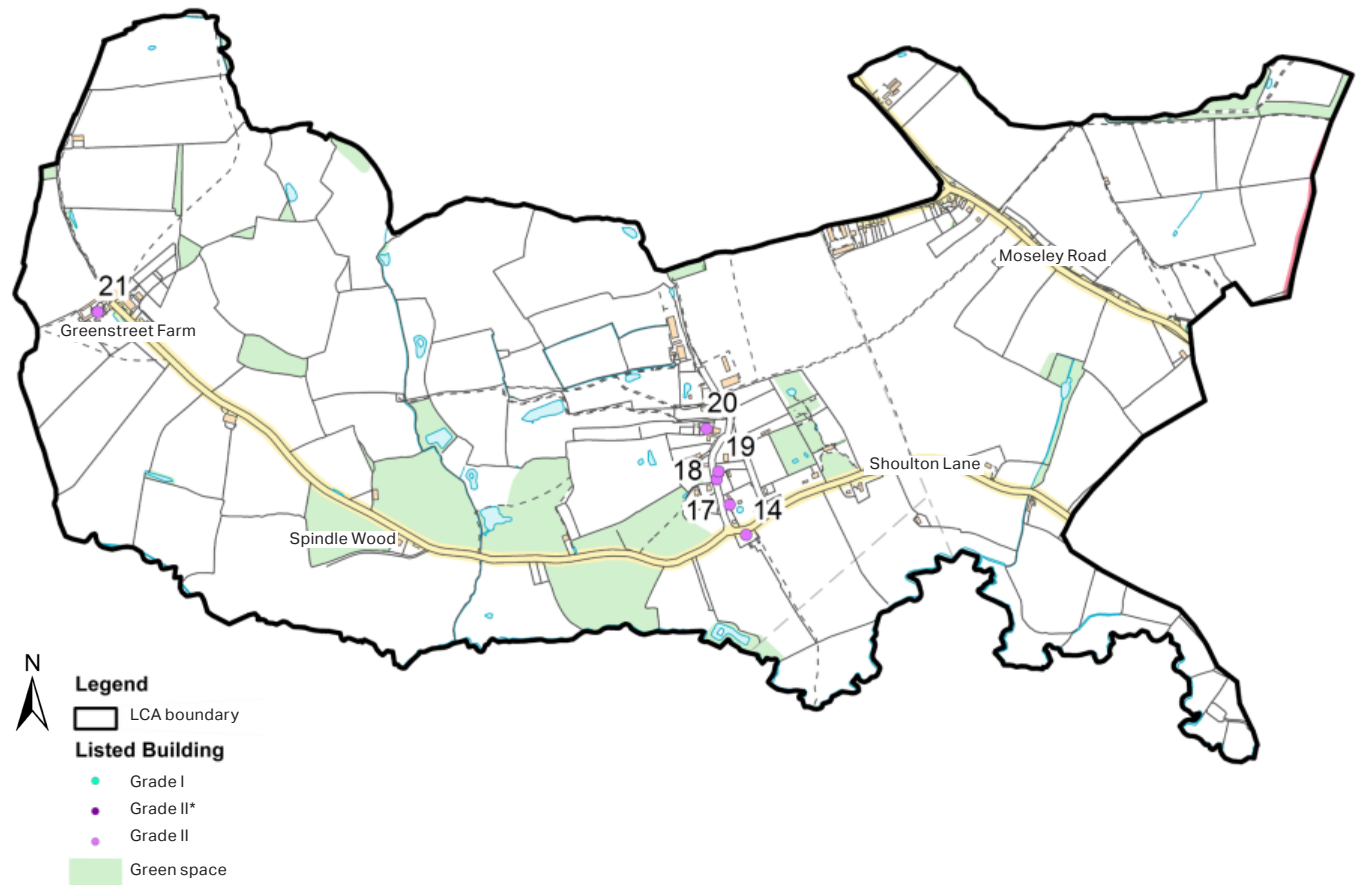 21
Greenstreet Farm
Moseley Road
20
19
18
Shoulton Lane
17
14
Spindle Wood
N
Legend
LCA boundary
Listed Building
Grade I
Grade II*
Grade II
Green space